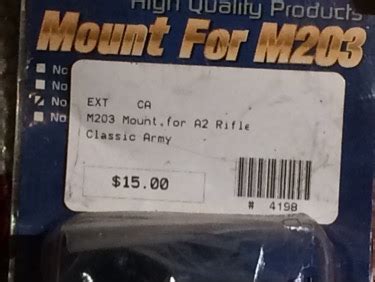 High Quality Products
Mount For M203
No
No
No
No
EXT CA
M203 Mount.for A2 Rifle
Classic Army
$15.00
# 4198